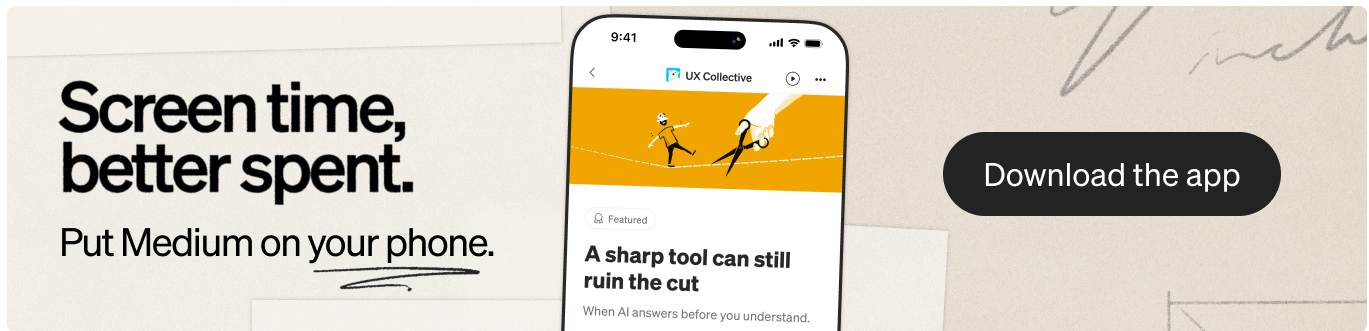 Screen time,
better spent.
Put Medium on your phone.
9:41
UX Collective
Featured
A sharp tool can still
ruin the cut
When AI answers before you understand.
Download the app